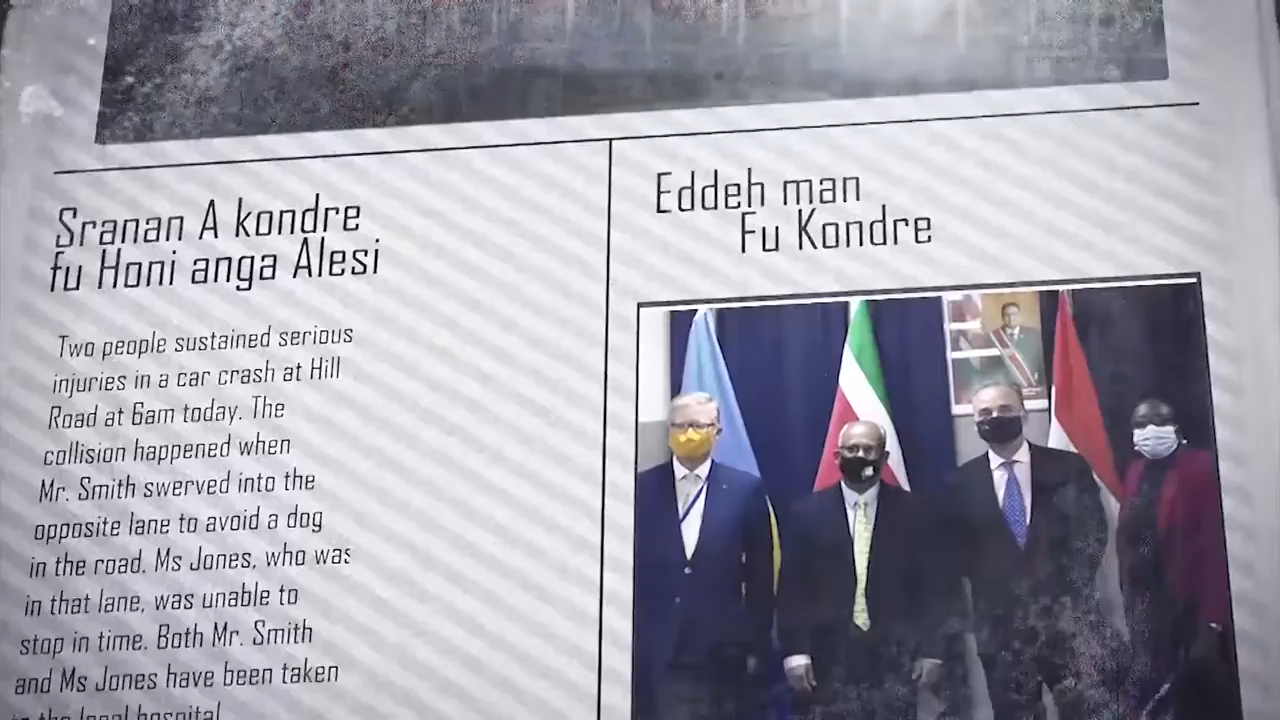 Sranan A kondre
fu Honi anga Alesi
Two people sustained serious
injuries in a car crash at Hill
Road at 6am today. The
collision happened when
Mr. Smith swerved into the
opposite lane to avoid a dog
in the road. Ms Jones, who was
in that lane, was unable to
stop in time. Both Mr. Smith
and Ms Jones have been taken
the local hospital
Eddeh man
Fu Kondre